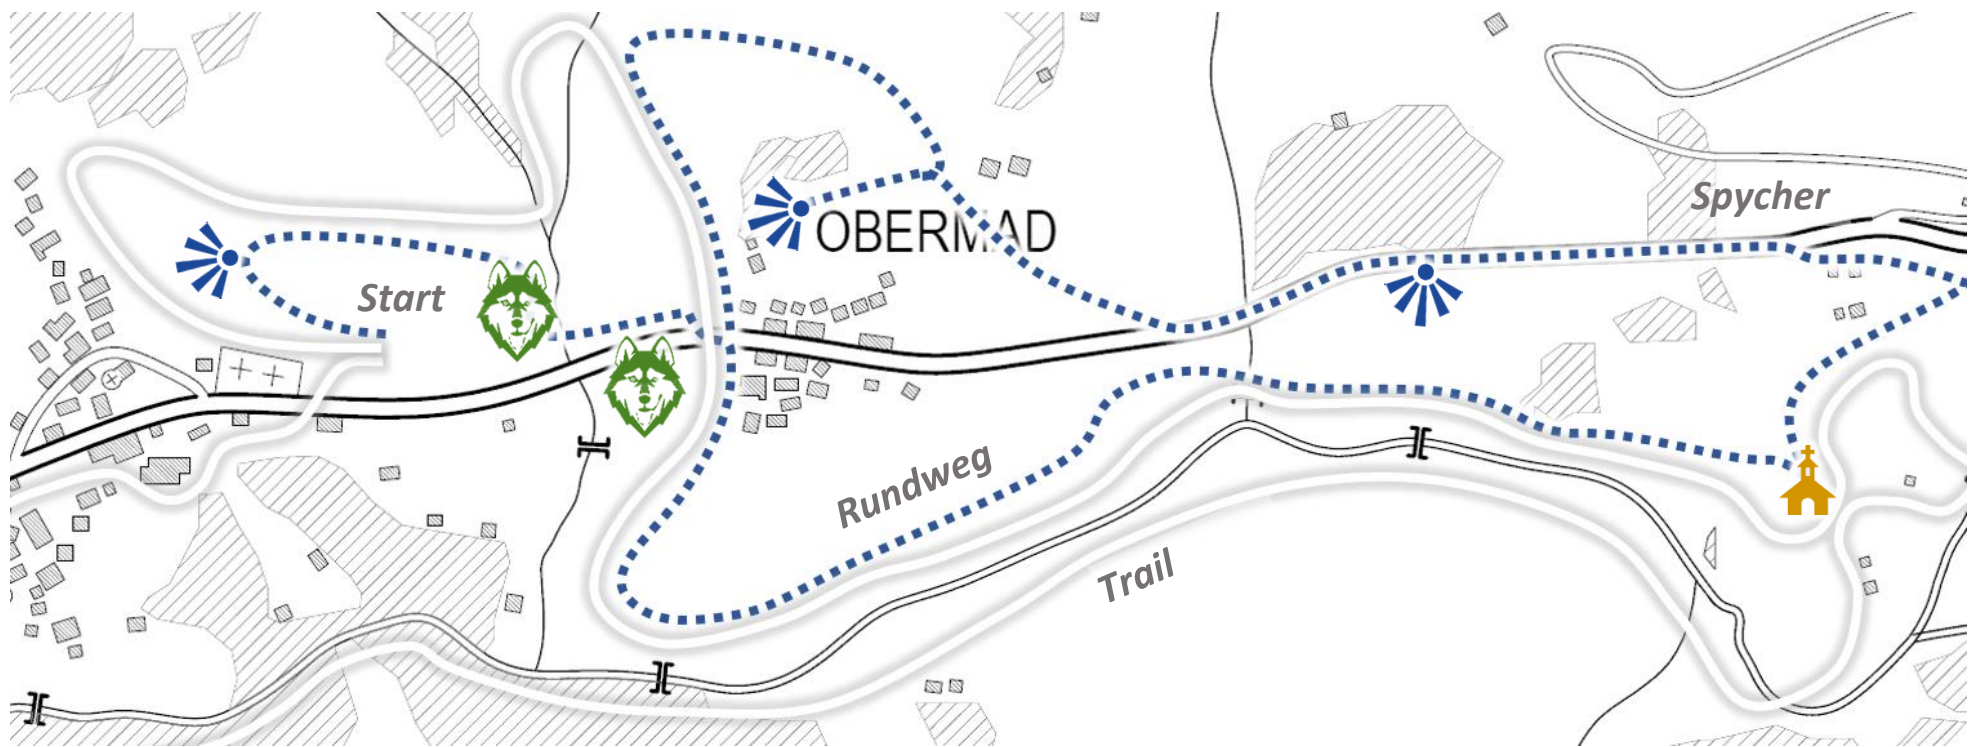 Spycher
OBERMAD
Start
Rundweg
Trail